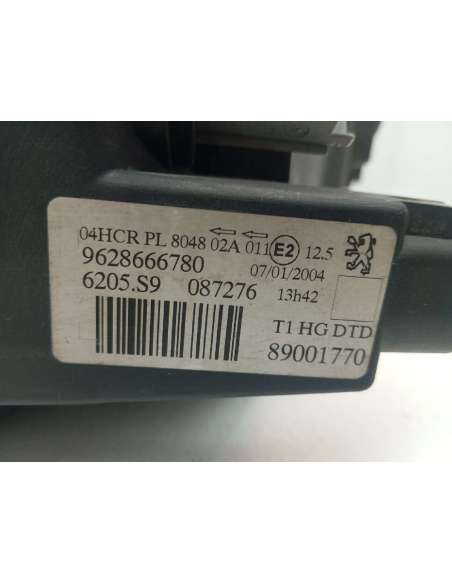 04HCR PL 8048 02A 011 E2 12.5
9628666780 07/01/2004
6205.S9 087276 13h42
T1 HG DTD
89001770